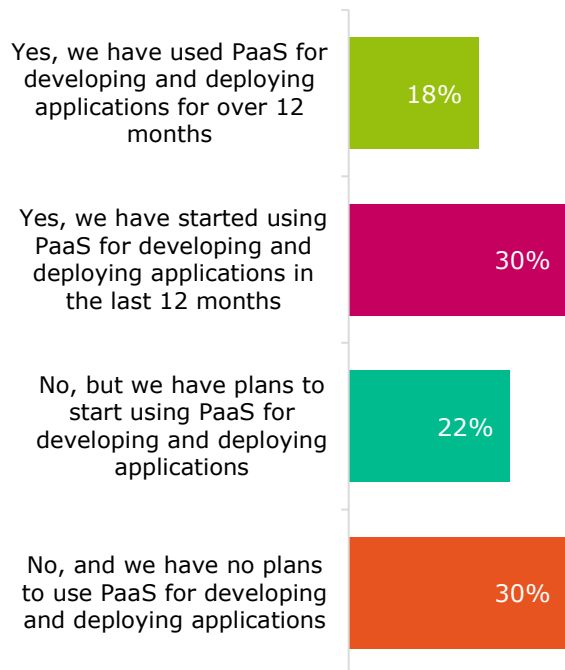 Yes, we have used PaaS for
developing and deploying
applications for over 12
months
18%
Yes, we have started using
PaaS for developing and
deploying applications in
the last 12 months
30%
No, but we have plans to
start using PaaS for
developing and deploying
applications
22%
No, and we have no plans
to use PaaS for developing
and deploying applications
30%